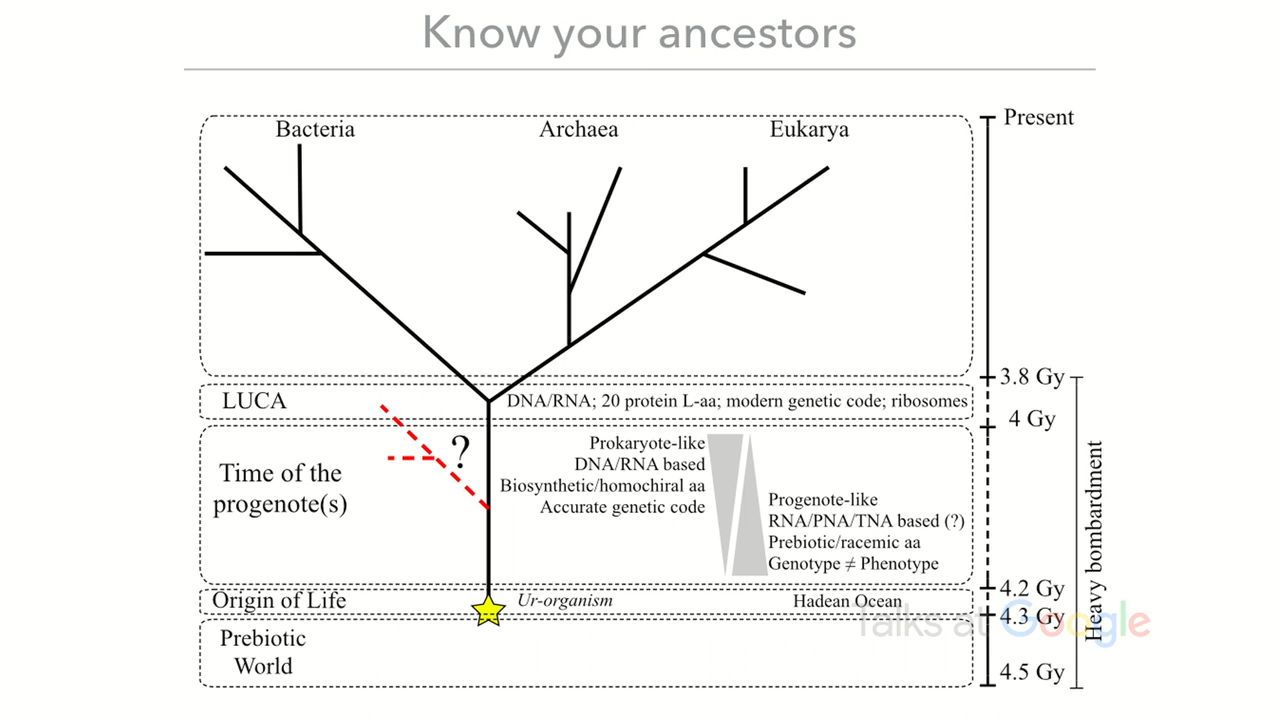 Know your ancestors
Bacteria
Archaea
Eukarya
Present
3.8 Gy
LUCA
DNA/RNA; 20 protein L-aa; modern genetic code; ribosomes
4 Gy
?
Time of the
progenote(s)
Prokaryote-like
DNA/RNA based
Biosynthetic/homochiral aa
Accurate genetic code
Progenote-like
RNA/PNA/TNA based (?)
Prebiotic/racemic aa
Genotype ≠ Phenotype
Heavy bombardment
4.2 Gy
Origin of Life
Ur-organism
Hadean Ocean
4.3 Gy
Talks at Google
Prebiotic
World
4.5 Gy